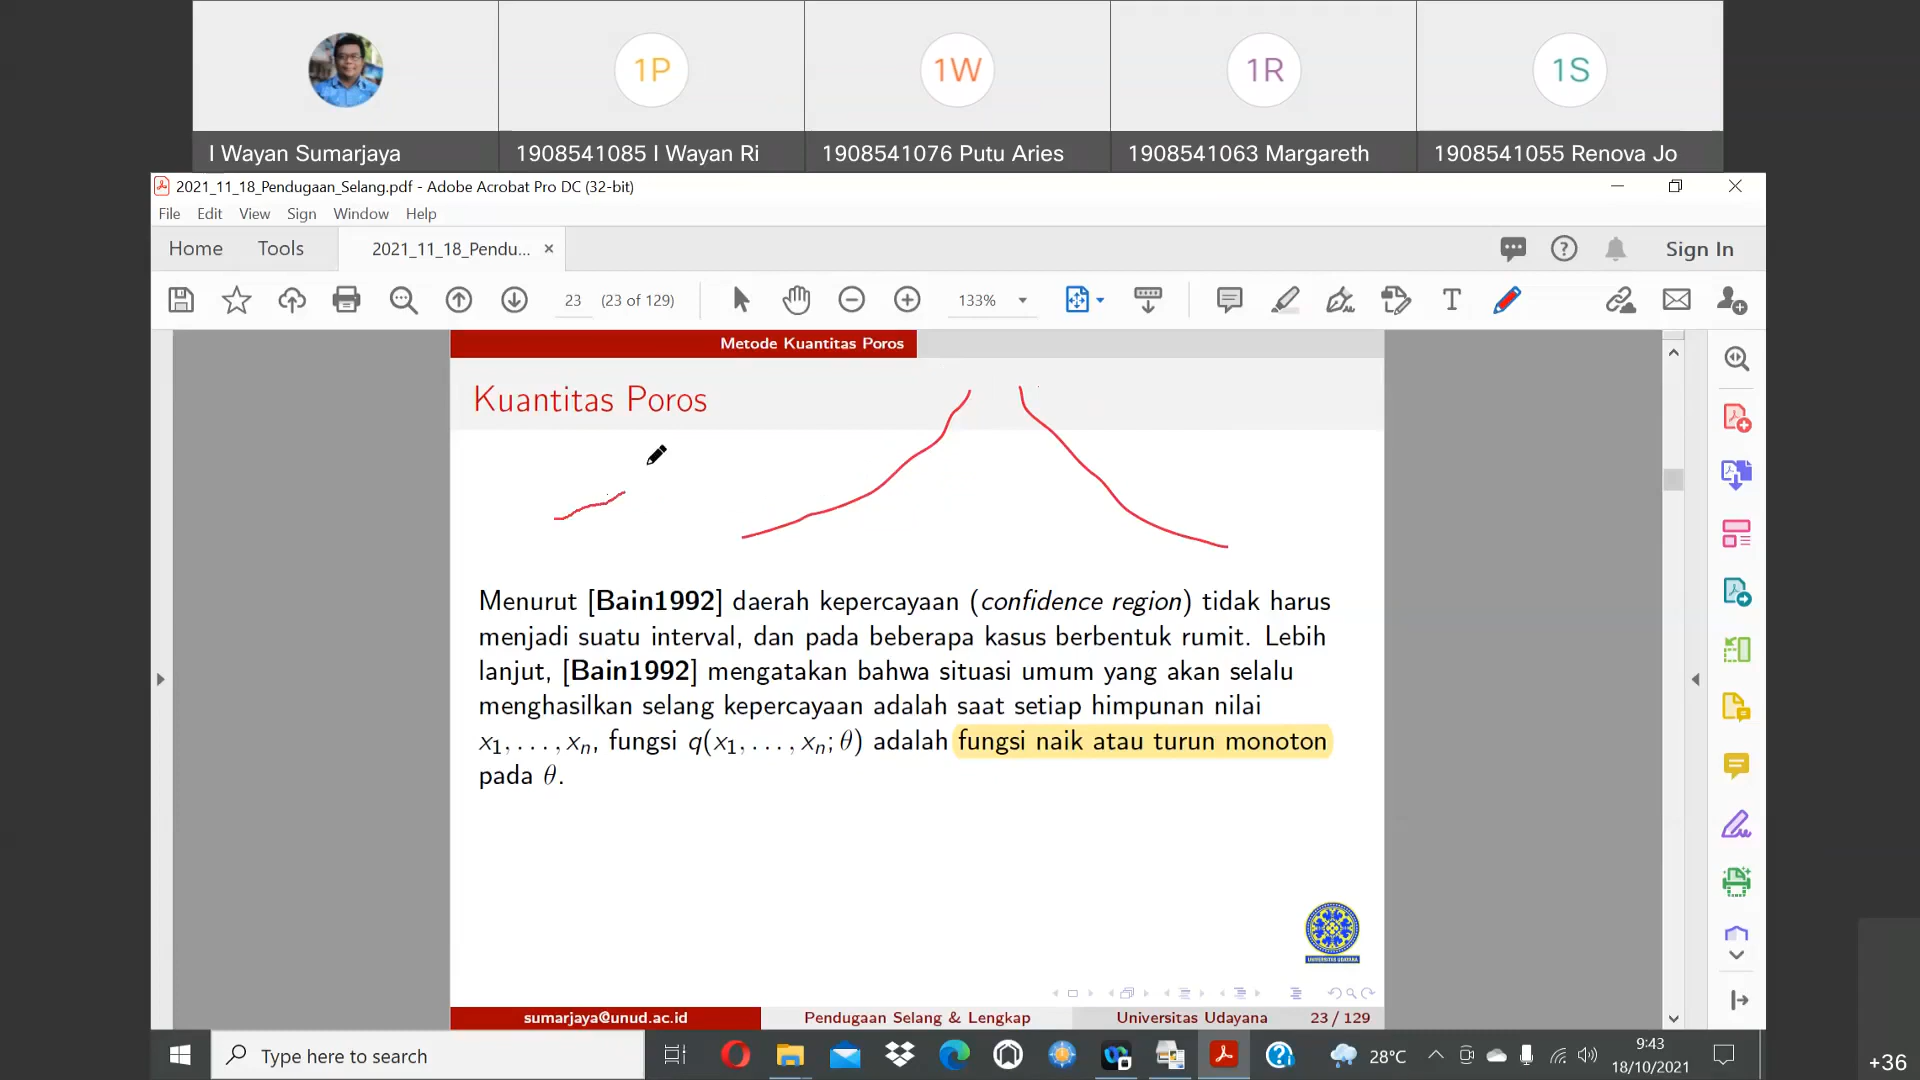 1P
1W
1R
1S
I Wayan Sumarjaya
1908541085 I Wayan Ri
1908541076 Putu Aries
1908541063 Margareth
1908541055 Renova Jo
2021_11_18_Pendugaan_Selang.pdf - Adobe Acrobat Pro DC (32-bit)
File Edit View Sign Window Help
Home Tools 2021_11_18_Pendu... × Sign In
23 (23 of 129) 133%
Metode Kuantitas Poros
Kuantitas Poros
Menurut [Bain1992] daerah kepercayaan (confidence region) tidak harus
menjadi suatu interval, dan pada beberapa kasus berbentuk rumit. Lebih
lanjut, [Bain1992] mengatakan bahwa situasi umum yang akan selalu
menghasilkan selang kepercayaan adalah saat setiap himpunan nilai
x₁, . . . , xₙ, fungsi q(x₁, . . . , xₙ; θ) adalah fungsi naik atau turun monoton
pada θ.
UNIVERSITAS UDAYANA
sumarjaya@unud.ac.id Pendugaan Selang & Lengkap Universitas Udayana 23 / 129
Type here to search
28°C
9:43
18/10/2021
+36